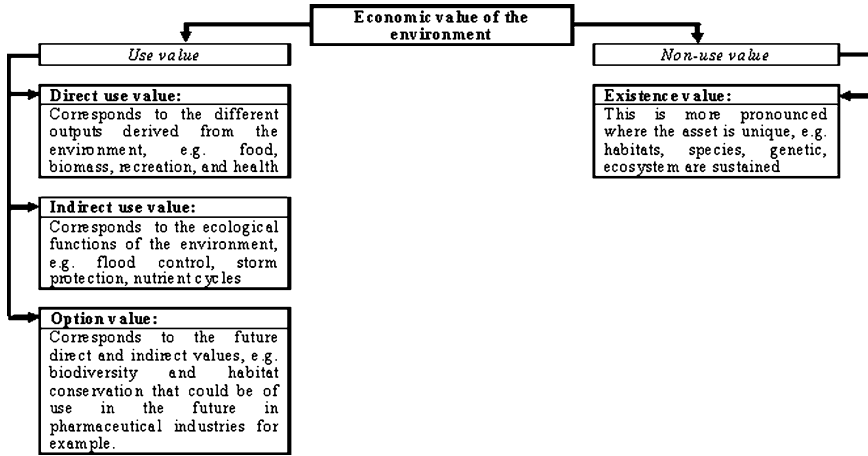 Economic value of the
environment
Use value
Non-use value
Direct use value:
Corresponds to the different
outputs derived from the
environment, e.g. food,
biomass, recreation, and health
Existence value:
This is more pronounced
where the asset is unique, e.g.
habitats, species, genetic,
ecosystem are sustained
Indirect use value:
Corresponds to the ecological
functions of the environment,
e.g. flood control, storm
protection, nutrient cycles
Option value:
Corresponds to the future
direct and indirect values, e.g.
biodiversity and habitat
conservation that could be of
use in the future in
pharmaceutical industries for
example.